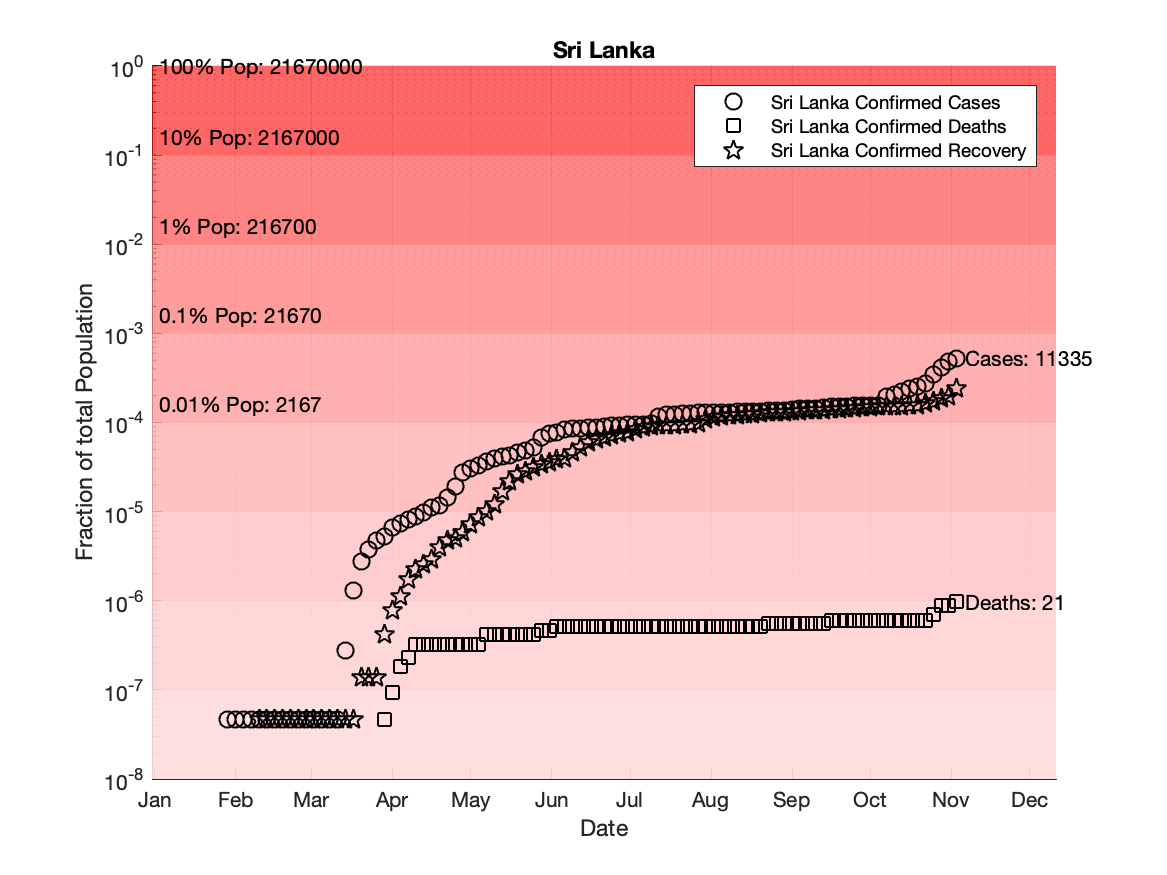 Sri Lanka
10^0
100% Pop: 21670000
Sri Lanka Confirmed Cases
Sri Lanka Confirmed Deaths
Sri Lanka Confirmed Recovery
10% Pop: 2167000
10^-1
1% Pop: 216700
10^-2
0.1% Pop: 21670
10^-3
Cases: 11335
0.01% Pop: 2167
10^-4
10^-5
10^-6
Deaths: 21
10^-7
10^-8
Fraction of total Population
Jan Feb Mar Apr May Jun Jul Aug Sep Oct Nov Dec
Date